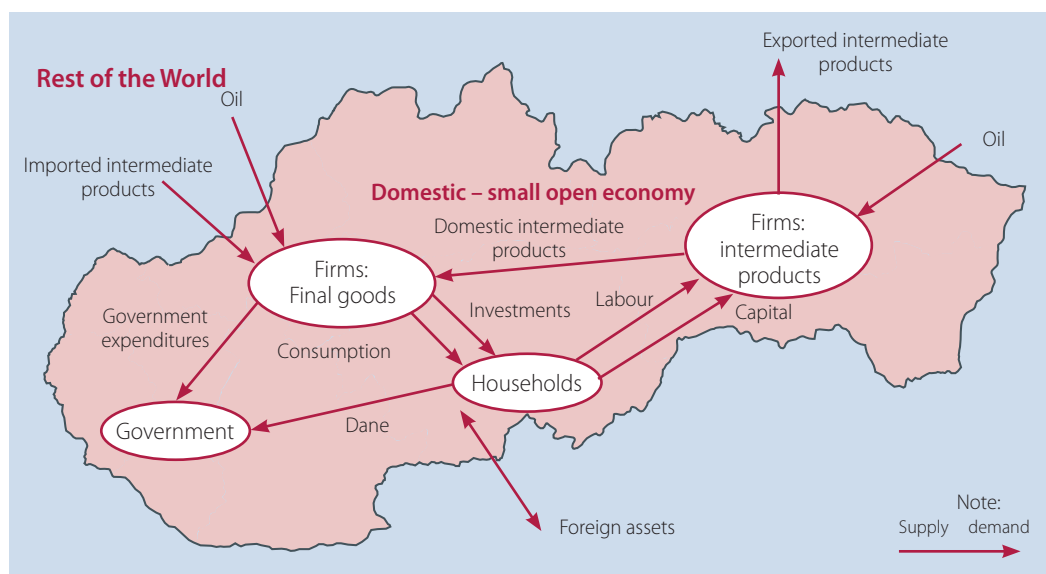 Exported intermediate
products
Rest of the World
Oil
Oil
Imported intermediate
products
Domestic – small open economy
Domestic intermediate
products
Firms:
intermediate
products
Firms:
Final goods
Investments
Labour
Capital
Government
expenditures
Consumption
Households
Government
Dane
Foreign assets
Note:
Supply demand